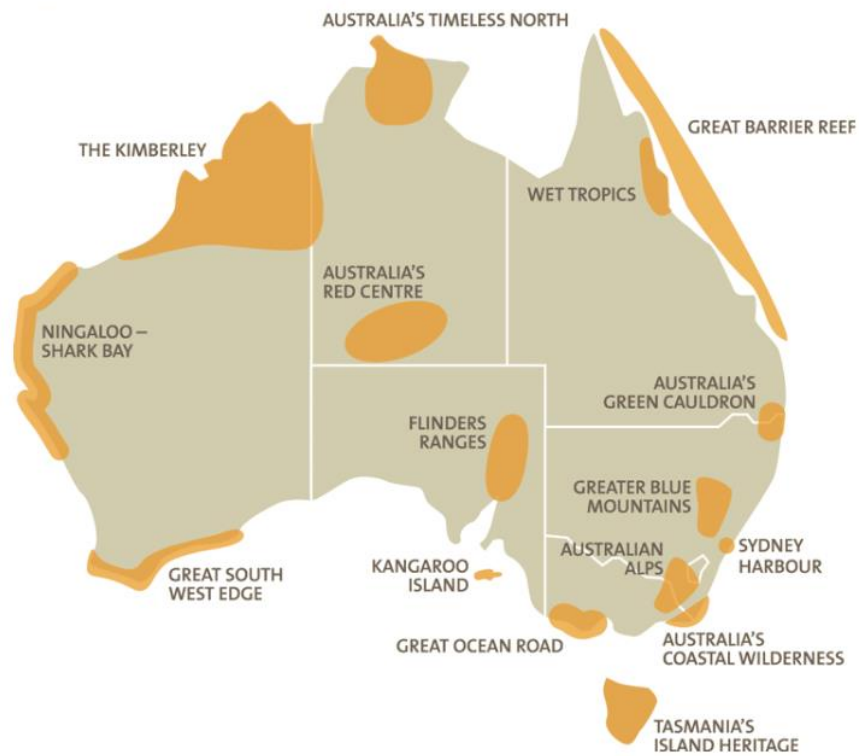 AUSTRALIA'S TIMELESS NORTH
GREAT BARRIER REEF
THE KIMBERLEY
WET TROPICS
AUSTRALIA'S
RED CENTRE
NINGALOO –
SHARK BAY
AUSTRALIA'S
GREEN CAULDRON
FLINDERS
RANGES
GREATER BLUE
MOUNTAINS
SYDNEY
HARBOUR
AUSTRALIAN
ALPS
KANGAROO
ISLAND
GREAT SOUTH
WEST EDGE
GREAT OCEAN ROAD
AUSTRALIA'S
COASTAL WILDERNESS
TASMANIA'S
ISLAND HERITAGE